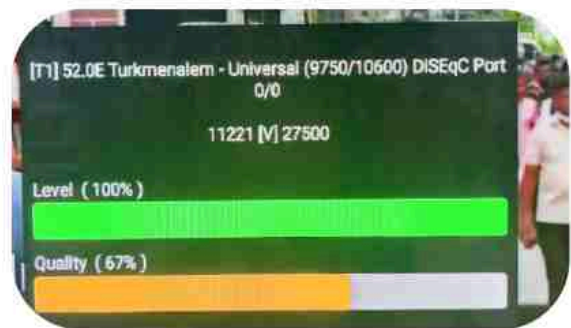 [T1] 52.0E Turkmenalem - Universal (9750/10600) DiSEqC Port
0/0
11221 [V] 27500
Level ( 100% )
Quality ( 67% )